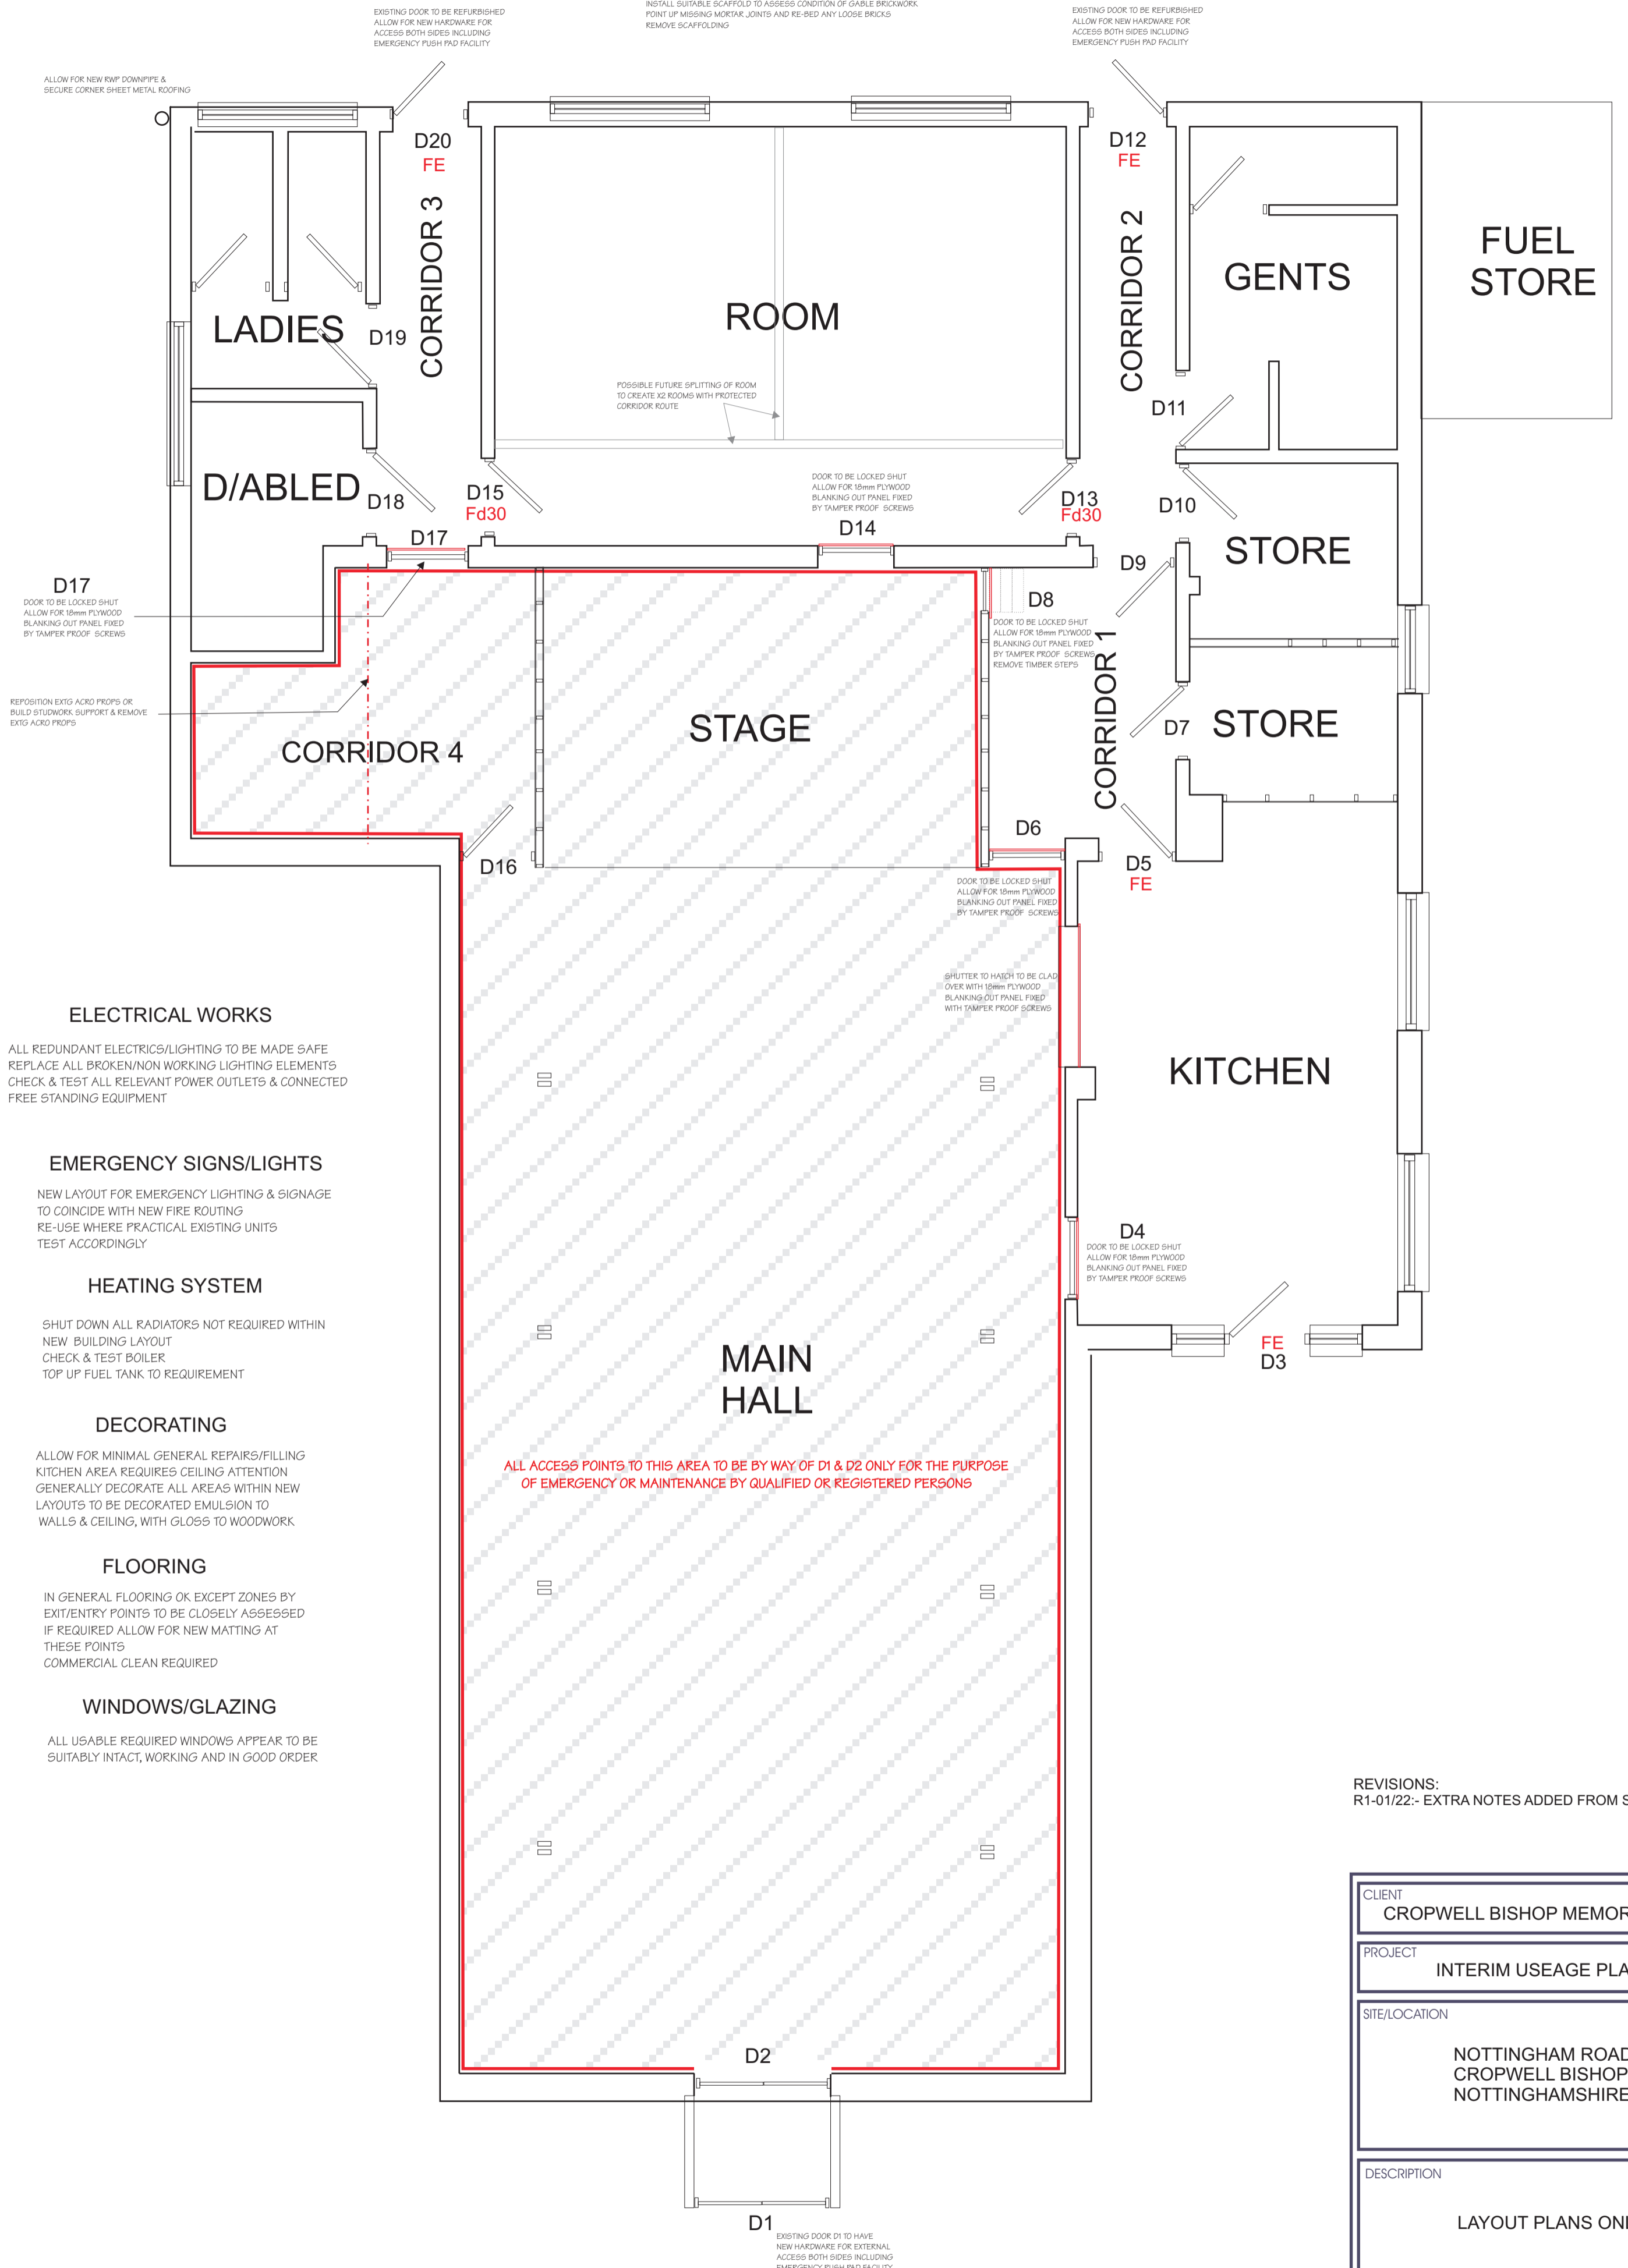 INSTALL SUITABLE SCAFFOLD TO ASSESS CONDITION OF GABLE BRICKWORK
POINT UP MISSING MORTAR JOINTS AND RE-BED ANY LOOSE BRICKS
REMOVE SCAFFOLDING
EXISTING DOOR TO BE REFURBISHED
ALLOW FOR NEW HARDWARE FOR
ACCESS BOTH SIDES INCLUDING
EMERGENCY PUSH PAD FACILITY
EXISTING DOOR TO BE REFURBISHED
ALLOW FOR NEW HARDWARE FOR
ACCESS BOTH SIDES INCLUDING
EMERGENCY PUSH PAD FACILITY
ALLOW FOR NEW RWP DOWNPIPE &
SECURE CORNER SHEET METAL ROOFING
D20
FE
D12
FE
CORRIDOR 3
CORRIDOR 2
FUEL
STORE
GENTS
ROOM
LADIES
D19
POSSIBLE FUTURE SPLITTING OF ROOM
TO CREATE X2 ROOMS WITH PROTECTED
CORRIDOR ROUTE
D11
D/ABLED
D18
D15
Fd30
DOOR TO BE LOCKED SHUT
ALLOW FOR 18mm PLYWOOD
BLANKING OUT PANEL FIXED
BY TAMPER PROOF SCREWS
D13
Fd30
D10
D17
D14
STORE
D9
D17
DOOR TO BE LOCKED SHUT
ALLOW FOR 18mm PLYWOOD
BLANKING OUT PANEL FIXED
BY TAMPER PROOF SCREWS
D8
DOOR TO BE LOCKED SHUT
ALLOW FOR 18mm PLYWOOD
BLANKING OUT PANEL FIXED
BY TAMPER PROOF SCREWS
REMOVE TIMBER STEPS
CORRIDOR 1
REPOSITION EXTG ACRO PROPS OR
BUILD STUDWORK SUPPORT & REMOVE
EXTG ACRO PROPS
STAGE
D7
STORE
CORRIDOR 4
D6
D16
D5
FE
DOOR TO BE LOCKED SHUT
ALLOW FOR 18mm PLYWOOD
BLANKING OUT PANEL FIXED
BY TAMPER PROOF SCREWS
SHUTTER TO HATCH TO BE CLAD
OVER WITH 18mm PLYWOOD
BLANKING OUT PANEL FIXED
WITH TAMPER PROOF SCREWS
KITCHEN
ELECTRICAL WORKS
ALL REDUNDANT ELECTRICS/LIGHTING TO BE MADE SAFE
REPLACE ALL BROKEN/NON WORKING LIGHTING ELEMENTS
CHECK & TEST ALL RELEVANT POWER OUTLETS & CONNECTED
FREE STANDING EQUIPMENT
EMERGENCY SIGNS/LIGHTS
NEW LAYOUT FOR EMERGENCY LIGHTING & SIGNAGE
TO COINCIDE WITH NEW FIRE ROUTING
RE-USE WHERE PRACTICAL EXISTING UNITS
TEST ACCORDINGLY
D4
DOOR TO BE LOCKED SHUT
ALLOW FOR 18mm PLYWOOD
BLANKING OUT PANEL FIXED
BY TAMPER PROOF SCREWS
FE
D3
HEATING SYSTEM
SHUT DOWN ALL RADIATORS NOT REQUIRED WITHIN
NEW BUILDING LAYOUT
CHECK & TEST BOILER
TOP UP FUEL TANK TO REQUIREMENT
MAIN
HALL
ALL ACCESS POINTS TO THIS AREA TO BE BY WAY OF D1 & D2 ONLY FOR THE PURPOSE
OF EMERGENCY OR MAINTENANCE BY QUALIFIED OR REGISTERED PERSONS
DECORATING
ALLOW FOR MINIMAL GENERAL REPAIRS/FILLING
KITCHEN AREA REQUIRES CEILING ATTENTION
GENERALLY DECORATE ALL AREAS WITHIN NEW
LAYOUTS TO BE DECORATED EMULSION TO
WALLS & CEILING, WITH GLOSS TO WOODWORK
FLOORING
IN GENERAL FLOORING OK EXCEPT ZONES BY
EXIT/ENTRY POINTS TO BE CLOSELY ASSESSED
IF REQUIRED ALLOW FOR NEW MATTING AT
THESE POINTS
COMMERCIAL CLEAN REQUIRED
WINDOWS/GLAZING
ALL USABLE REQUIRED WINDOWS APPEAR TO BE
SUITABLY INTACT, WORKING AND IN GOOD ORDER
REVISIONS:
R1-01/22:- EXTRA NOTES ADDED FROM
CLIENT
CROPWELL BISHOP MEMOR
PROJECT
INTERIM USEAGE PLA
SITE/LOCATION
NOTTINGHAM ROAD
CROPWELL BISHOP
NOTTINGHAMSHIRE
DESCRIPTION
LAYOUT PLANS ON
D2
D1
EXISTING DOOR D1 TO HAVE
NEW HARDWARE FOR EXTERNAL
ACCESS BOTH SIDES INCLUDING
EMERGENCY PUSH PAD FACILITY